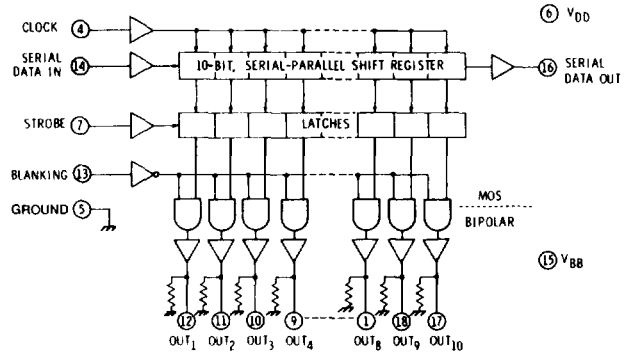 CLOCK 4
6 VDD
SERIAL DATA IN 14
10-BIT, SERIAL-PARALLEL SHIFT REGISTER
16 SERIAL DATA OUT
STROBE 7
LATCHES
BLANKING 13
MOS
GROUND 5
BIPOLAR
15 VBB
12 11 10 9 1 18 17
OUT1 OUT2 OUT3 OUT4 OUT8 OUT9 OUT10